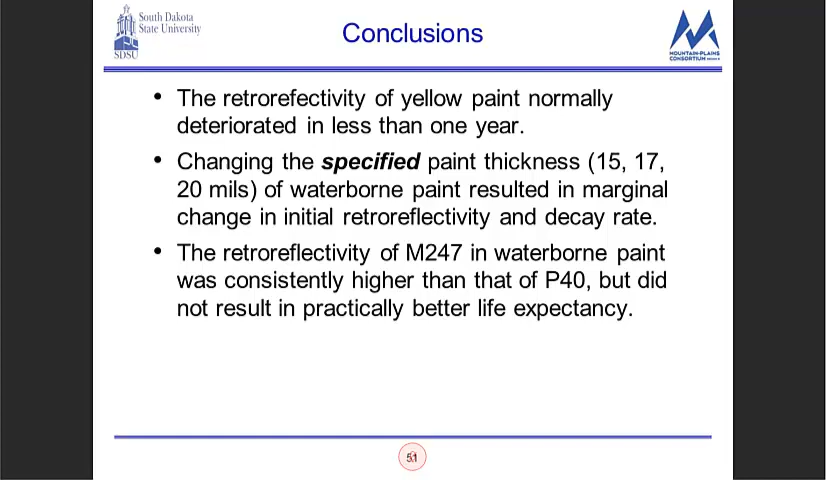 South Dakota
State University
SDSU
Conclusions
MOUNTAIN-PLAINS
CONSORTIUM
• The retrorefectivity of yellow paint normally
deteriorated in less than one year.
• Changing the specified paint thickness (15, 17,
20 mils) of waterborne paint resulted in marginal
change in initial retroreflectivity and decay rate.
• The retroreflectivity of M247 in waterborne paint
was consistently higher than that of P40, but did
not result in practically better life expectancy.